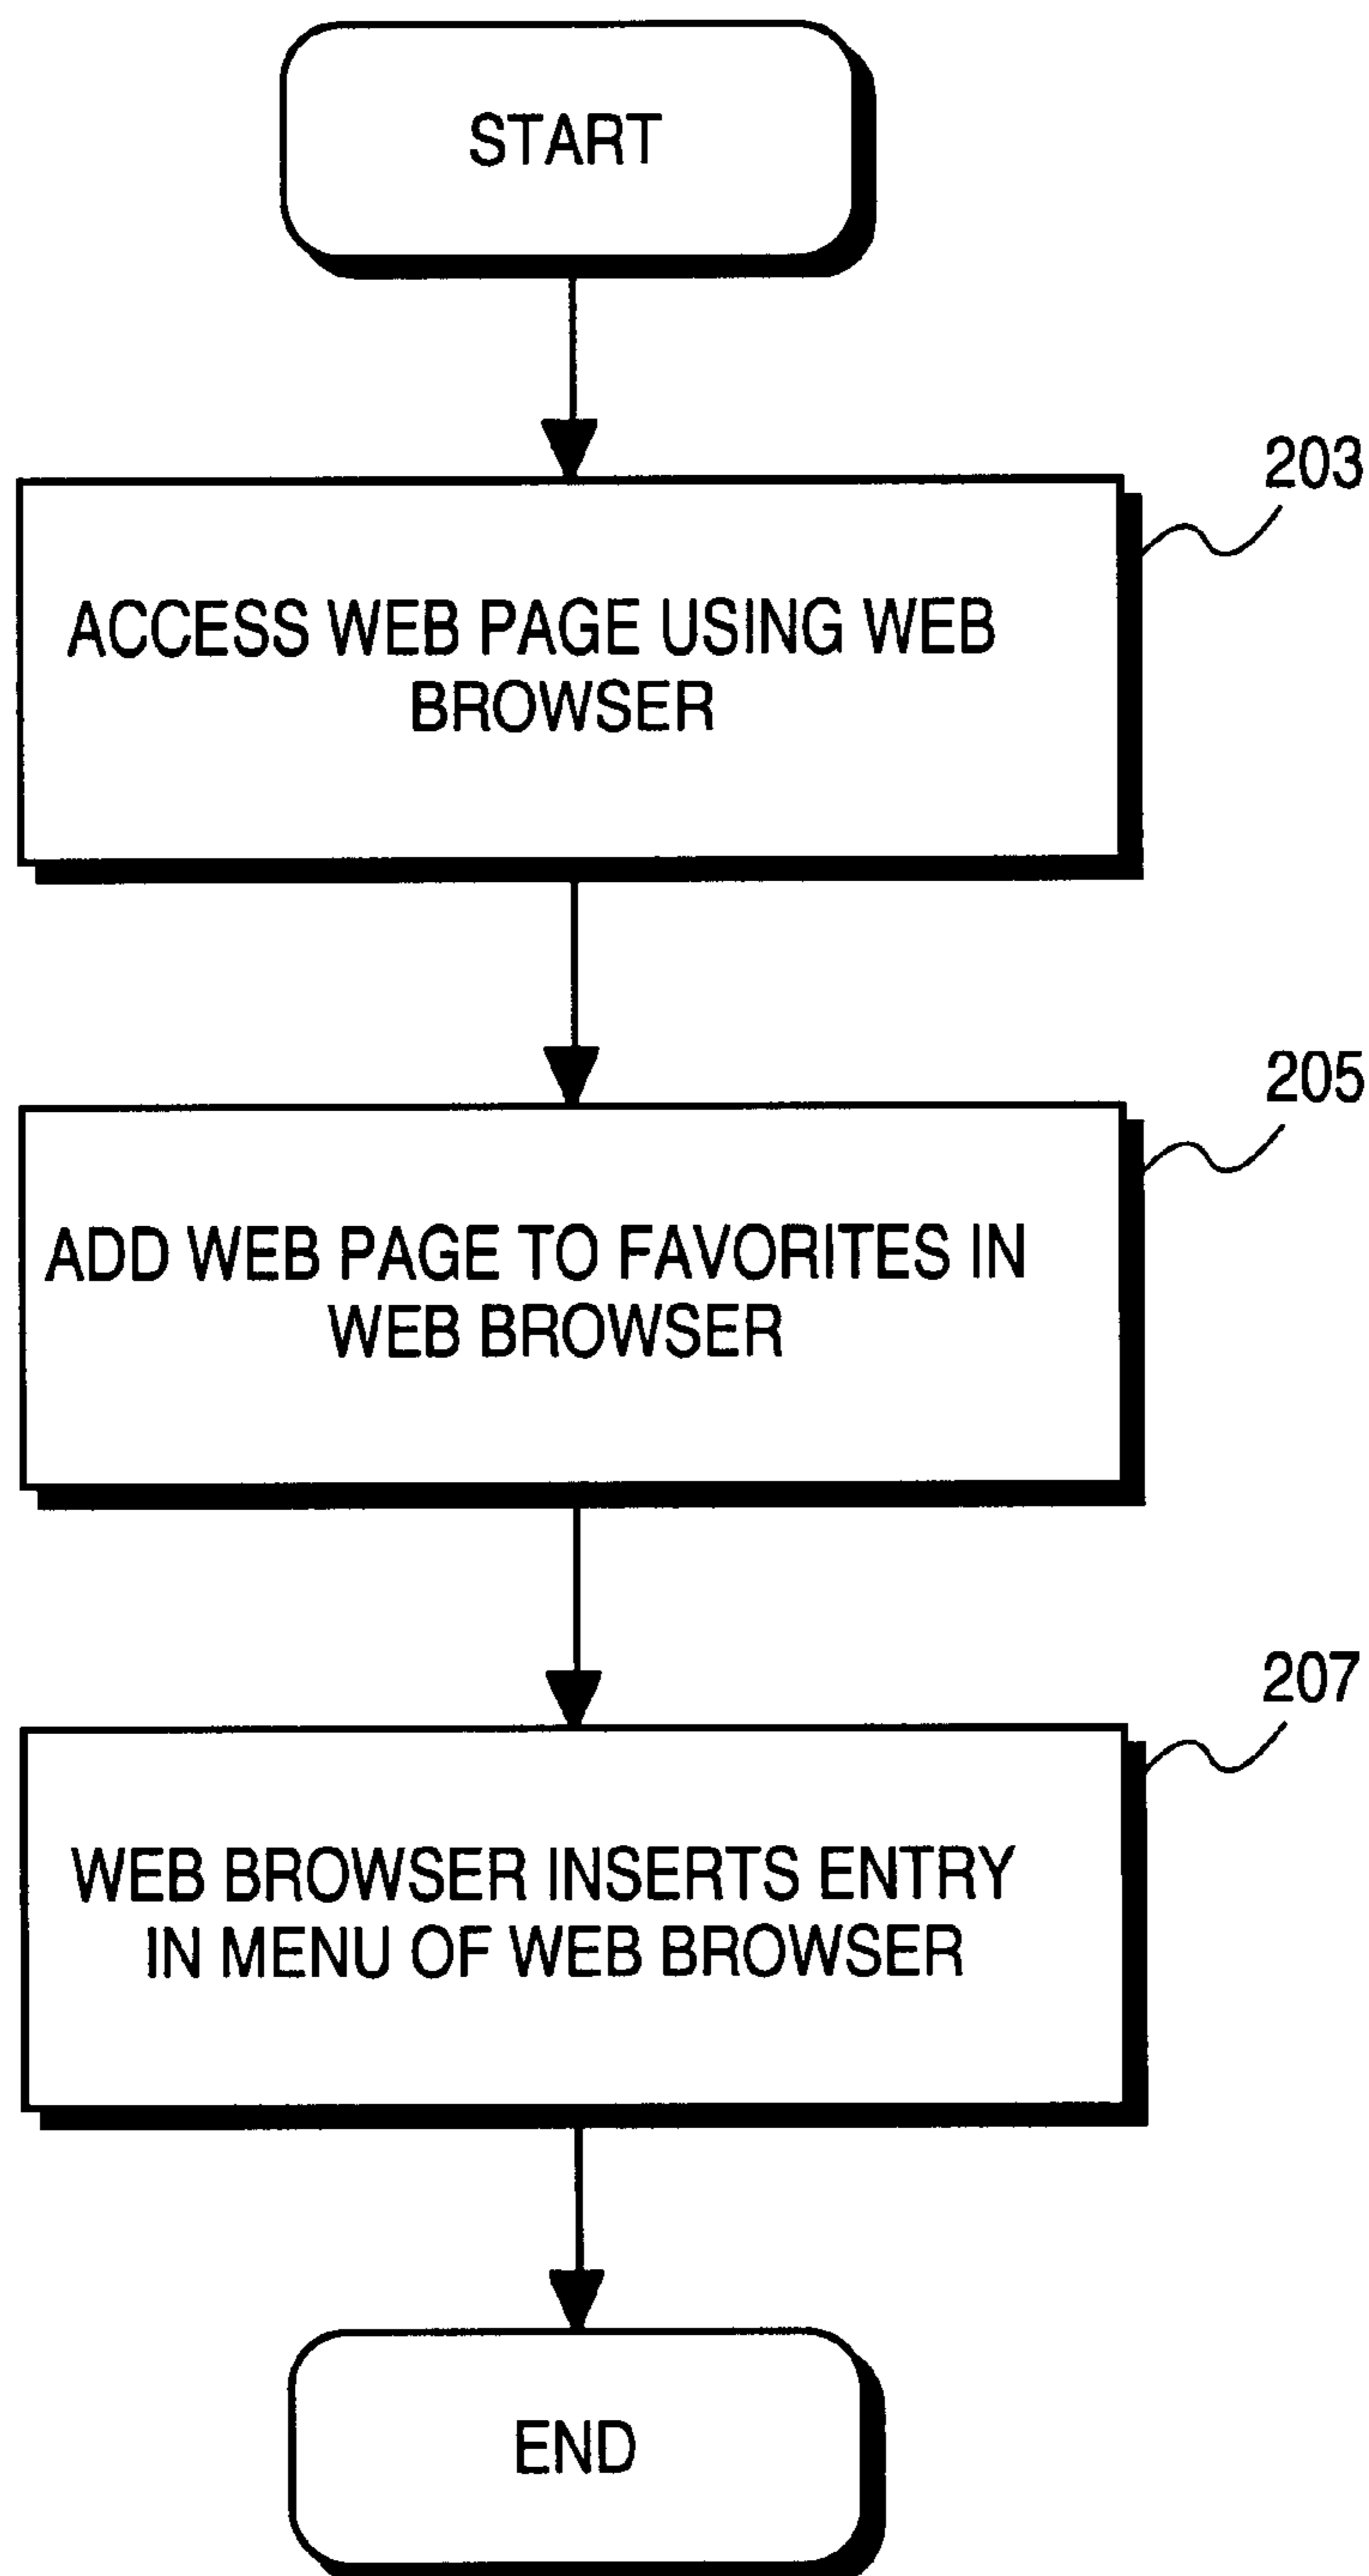 START
203
ACCESS WEB PAGE USING WEB
BROWSER
205
ADD WEB PAGE TO FAVORITES IN
WEB BROWSER
207
WEB BROWSER INSERTS ENTRY
IN MENU OF WEB BROWSER
END